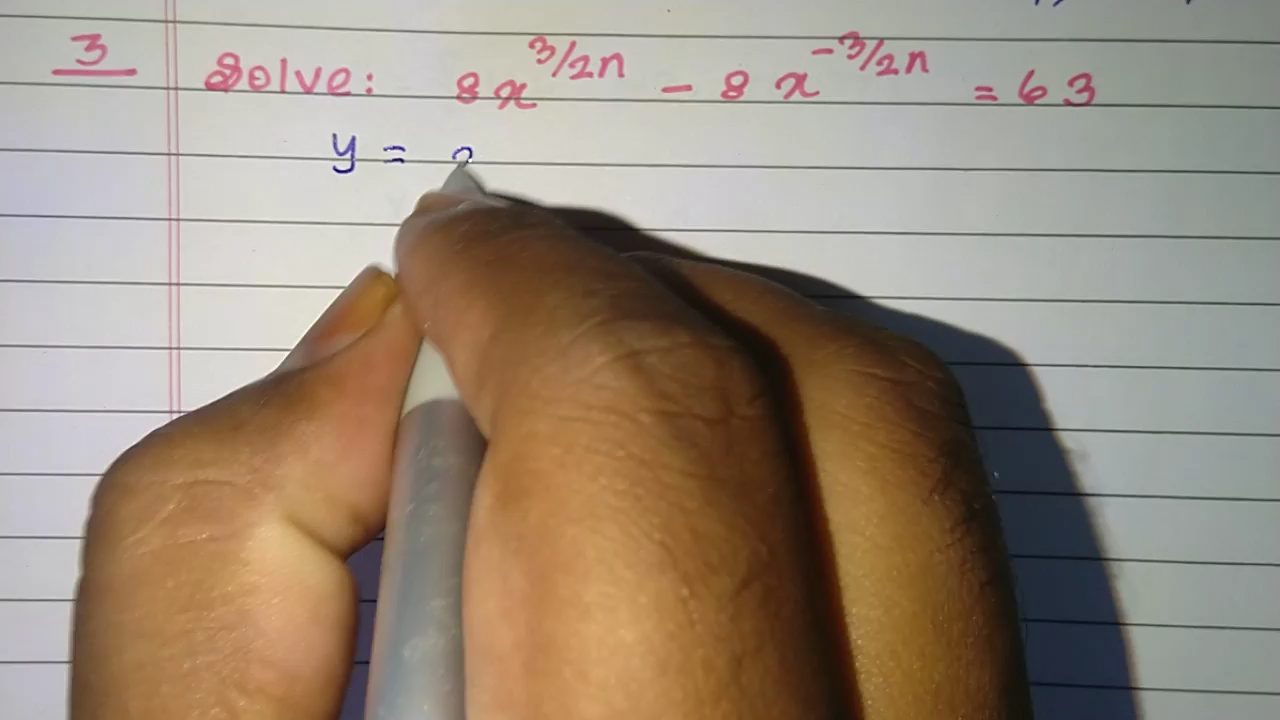 3 Solve: 8x^{3/2n} - 8x^{-3/2n} = 63
y =